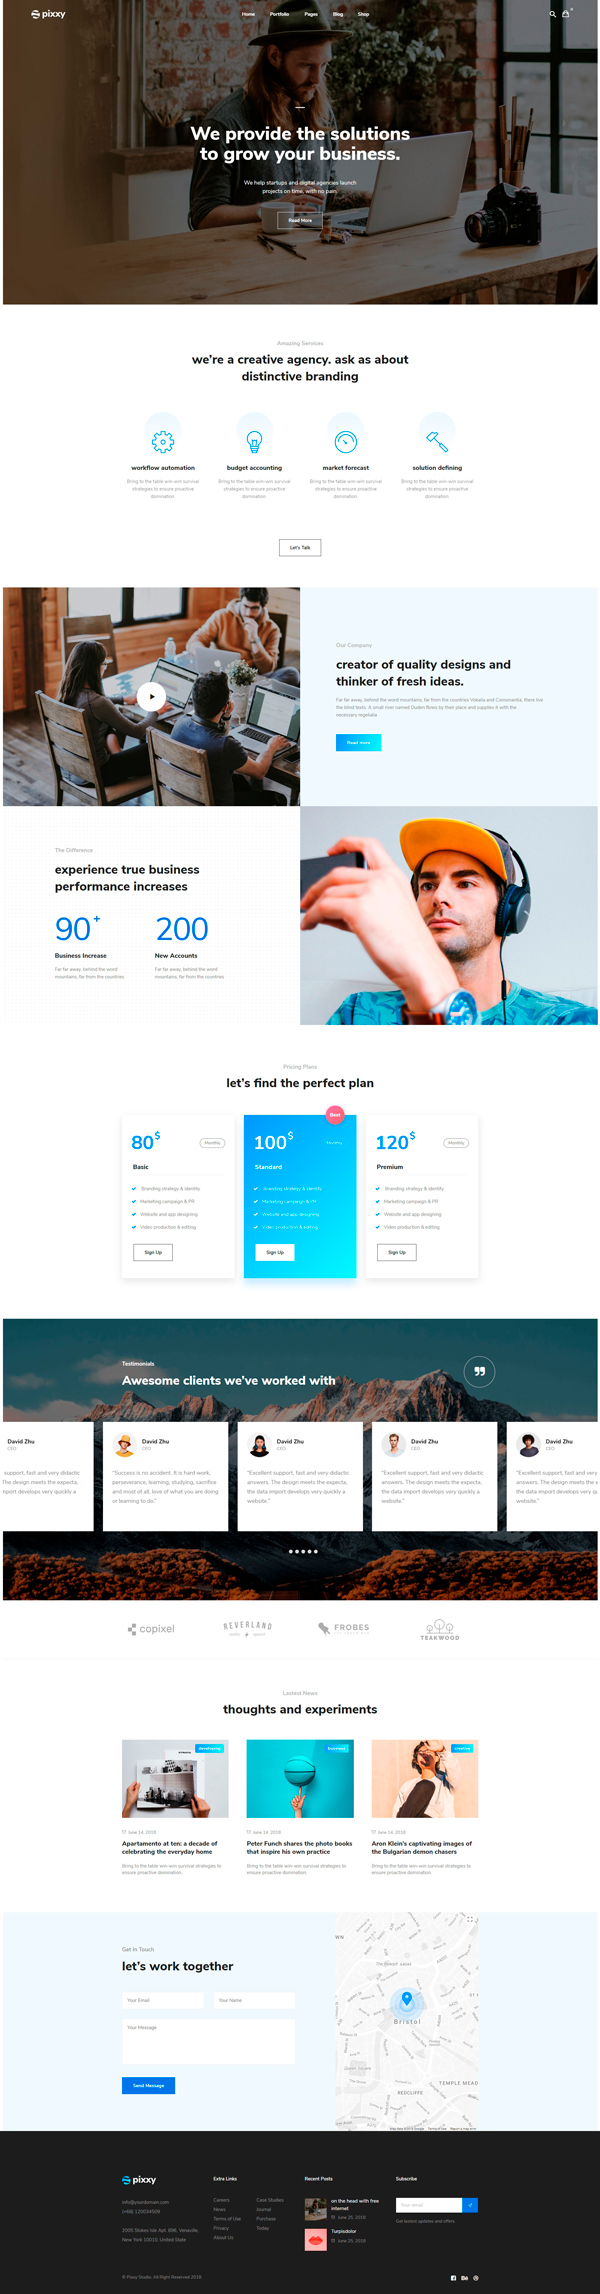 pixxy
Home Portfolio Pages Blog Shop
We provide the solutions
to grow your business.
We help startups and digital agencies launch
projects on time, with no pain.
Read More
Amazing Services
we're a creative agency. ask as about
distinctive branding
workflow automation
Bring to the table win-win survival
strategies to ensure proactive
domination.
budget accounting
Bring to the table win-win survival
strategies to ensure proactive
domination.
market forecast
Bring to the table win-win survival
strategies to ensure proactive
domination.
solution defining
Bring to the table win-win survival
strategies to ensure proactive
domination.
Let's Talk
Our Company
creator of quality designs and
thinker of fresh ideas.
Far far away, behind the word mountains, far from the countries Vokalia and Consonantia, there live
the blind texts. A small river named Duden flows by their place and supplies it with the
necessary regelialia
Read more
The Difference
experience true business
performance increases
90+
Business Increase
Far far away, behind the word
mountains, far from the countries
200
New Accounts
Far far away, behind the word
mountains, far from the countries
Pricing Plans
let's find the perfect plan
80$
Monthly
Basic
Branding strategy & identity
Marketing campaign & PR
Website and app designing
Video production & editing
Sign Up
Best
100$
Monthly
Standard
Branding strategy & identity
Marketing campaign & PR
Website and app designing
Video production & editing
Sign Up
120$
Monthly
Premium
Branding strategy & identity
Marketing campaign & PR
Website and app designing
Video production & editing
Sign Up
Testimonials
Awesome clients we've worked with
David Zhu
CEO
support, fast and very didactic
The design meets the expecta,
import develops very quickly a
David Zhu
CEO
"Success is no accident. It is hard work,
perseverance, learning, studying, sacrifice
and most of all, love of what you are doing
or learning to do."
David Zhu
CEO
"Excellent support, fast and very didactic
answers. The design meets the expecta,
the data import develops very quickly a
website."
David Zhu
CEO
"Excellent support, fast and very didactic
answers. The design meets the expecta,
the data import develops very quickly a
website."
David Zhu
CEO
"Excellent support, fast and very
answers. The design meets the e
the data import develops very
website."
copixel
REVERLAND
FROBES
TEAKWOOD
Lastest News
thoughts and experiments
developing
June 14, 2018
Apartamento at ten: a decade of
celebrating the everyday home
Bring to the table win-win survival strategies to
ensure proactive domination.
business
June 14, 2018
Peter Funch shares the photo books
that inspire his own practice
Bring to the table win-win survival strategies to
ensure proactive domination.
creative
June 14, 2018
Aron Klein's captivating images of
the Bulgarian demon chasers
Bring to the table win-win survival strategies to
ensure proactive domination.
Get In Touch
let's work together
Your Email
Your Name
Your Message
Send Message
Bristol
TEMPLE MEAD
REDCLIFFE
pixxy
info@yourdomain.com
(+68) 120034509
2005 Stokes Isle Apt. 896, Venaville,
New York 10010, United State
Extra Links
Careers
News
Terms of Use
Privacy
About Us
Case Studies
Journal
Purchase
Today
Recent Posts
on the head with free
internet
June 25, 2018
Turpisdolor
June 25, 2018
Subscribe
Your email
Get lastest updates and offers.
© Pixxy Studio. All Right Reserved 2018.